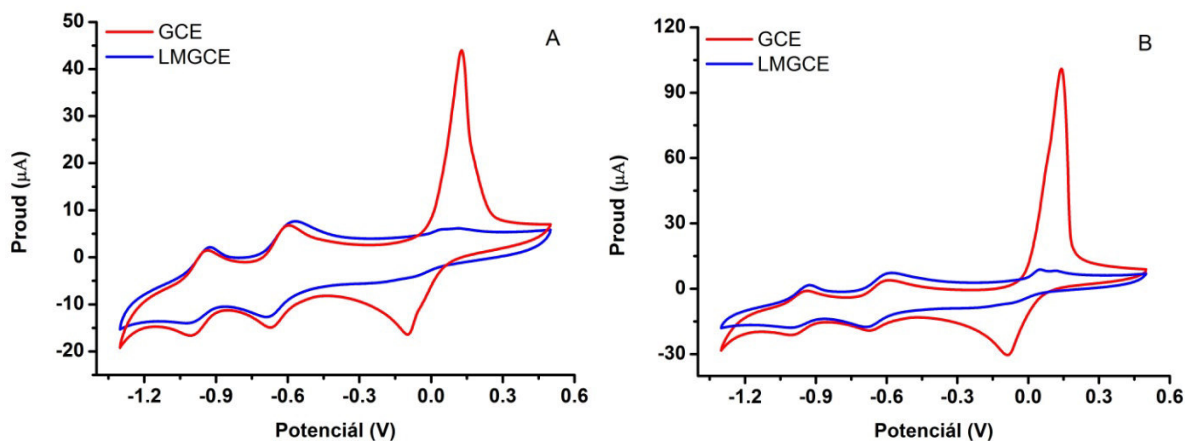 50
40
30
20
10
0
-10
-20
GCE
LMGCE
A
Proud (μA)
-1.2 -0.9 -0.6 -0.3 0.0 0.3 0.6
Potenciál (V)
120
90
60
30
0
-30
GCE
LMGCE
B
Proud (μA)
-1.2 -0.9 -0.6 -0.3 0.0 0.3 0.6
Potenciál (V)